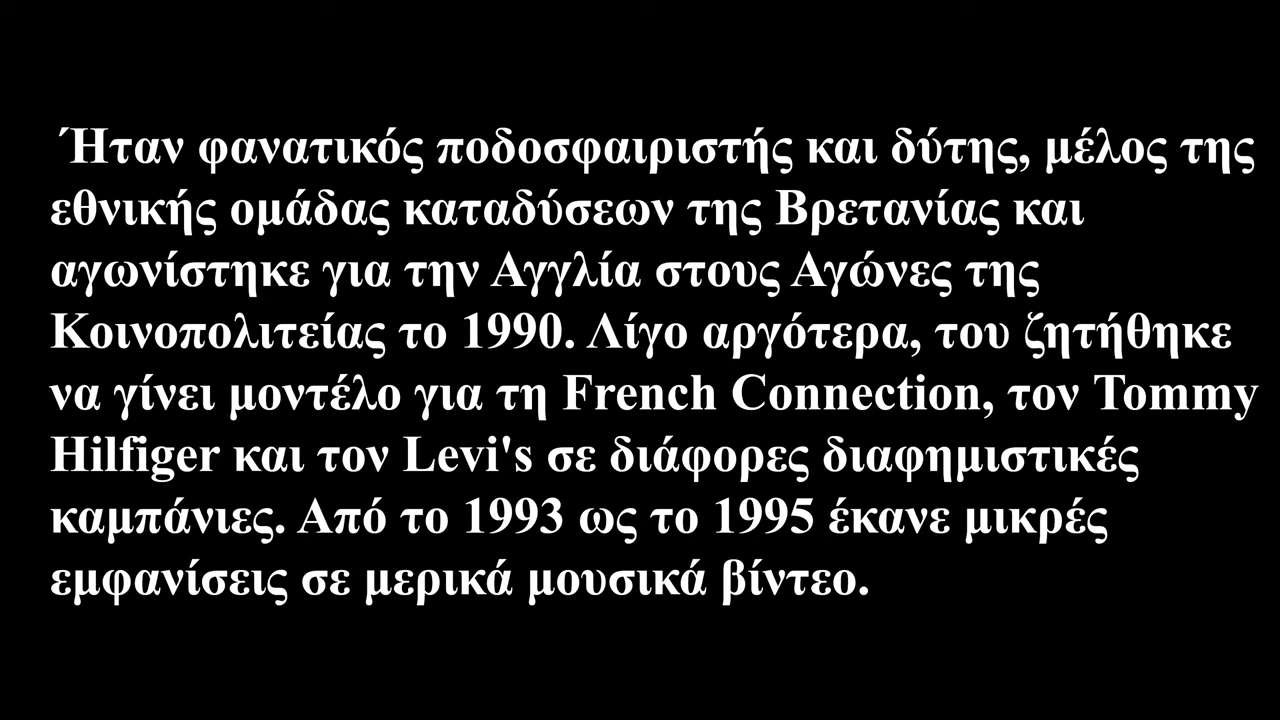 Ήταν φανατικός ποδοσφαιριστής και δύτης, μέλος της
εθνικής ομάδας καταδύσεων της Βρετανίας και
αγωνίστηκε για την Αγγλία στους Αγώνες της
Κοινοπολιτείας το 1990. Λίγο αργότερα, του ζητήθηκε
να γίνει μοντέλο για τη French Connection, τον Tommy
Hilfiger και τον Levi's σε διάφορες διαφημιστικές
καμπάνιες. Από το 1993 ως το 1995 έκανε μικρές
εμφανίσεις σε μερικά μουσικά βίντεο.